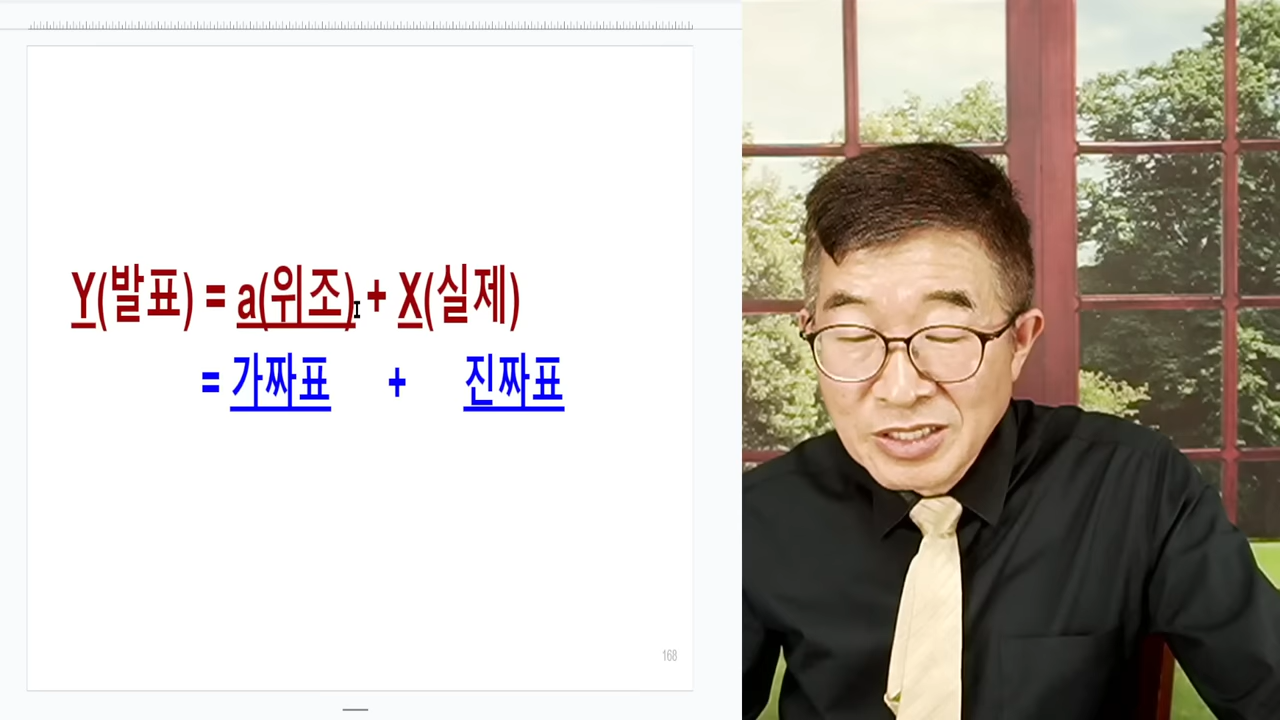 Y(발표) = a(위조) + X(실제)
= 가짜표 + 진짜표
168